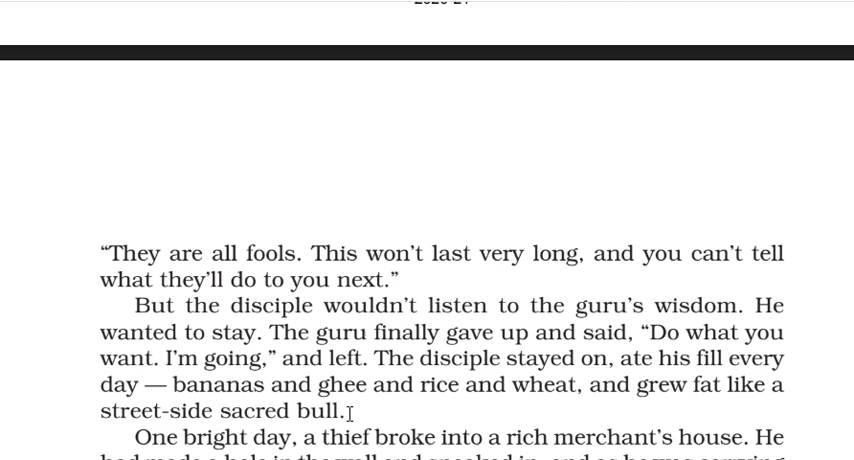 “They are all fools. This won’t last very long, and you can’t tell
what they’ll do to you next.”
But the disciple wouldn’t listen to the guru’s wisdom. He
wanted to stay. The guru finally gave up and said, “Do what you
want. I’m going,” and left. The disciple stayed on, ate his fill every
day — bananas and ghee and rice and wheat, and grew fat like a
street-side sacred bull.
One bright day, a thief broke into a rich merchant’s house. He